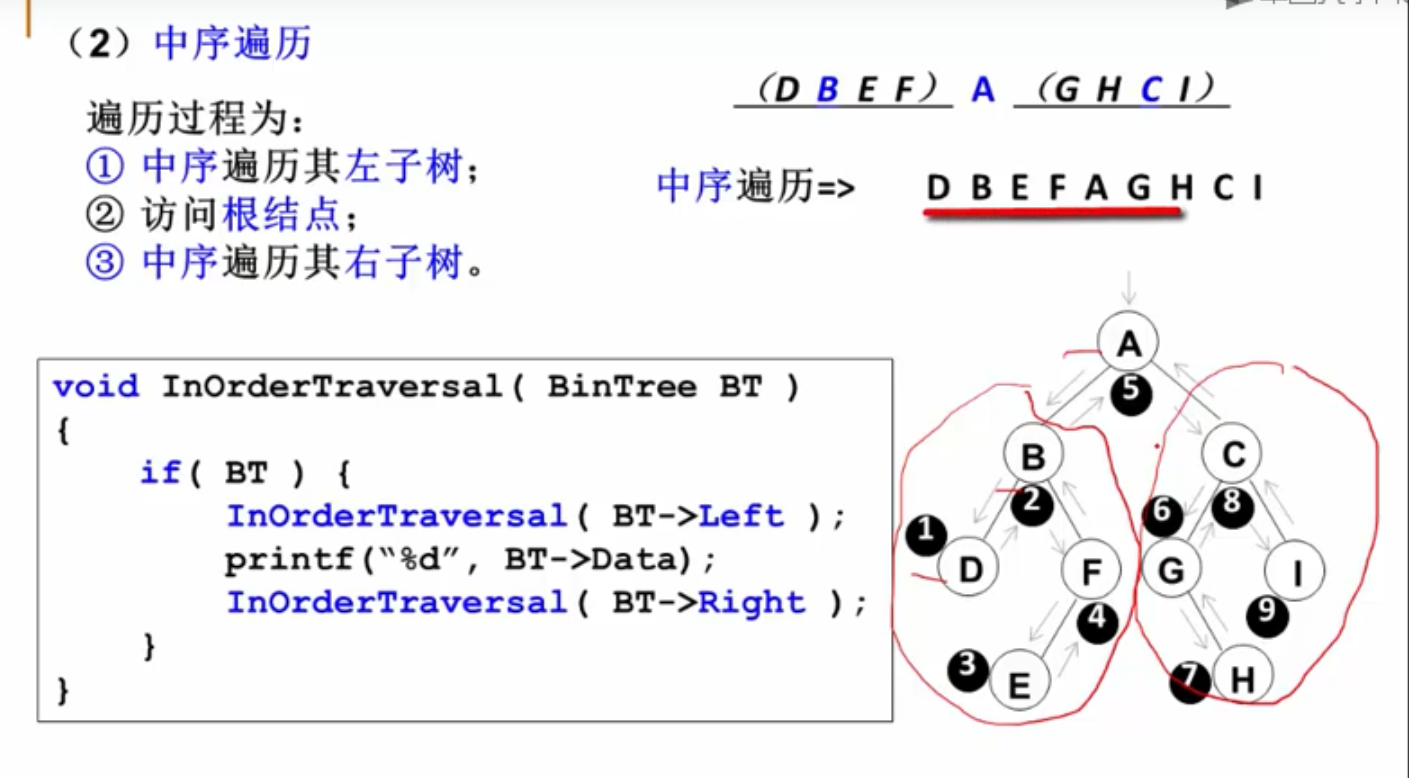 （2）中序遍历
（D B E F） A （G H C I）
遍历过程为：
① 中序遍历其左子树；
② 访问根结点；
③ 中序遍历其右子树。
中序遍历=> D B E F A G H C I
void InOrderTraversal( BinTree BT )
{
if( BT ) {
InOrderTraversal( BT->Left );
printf(“%d”, BT->Data);
InOrderTraversal( BT->Right );
}
}
A
5
B
C
2
6
8
1
D
F
G
I
4
9
3
E
7
H